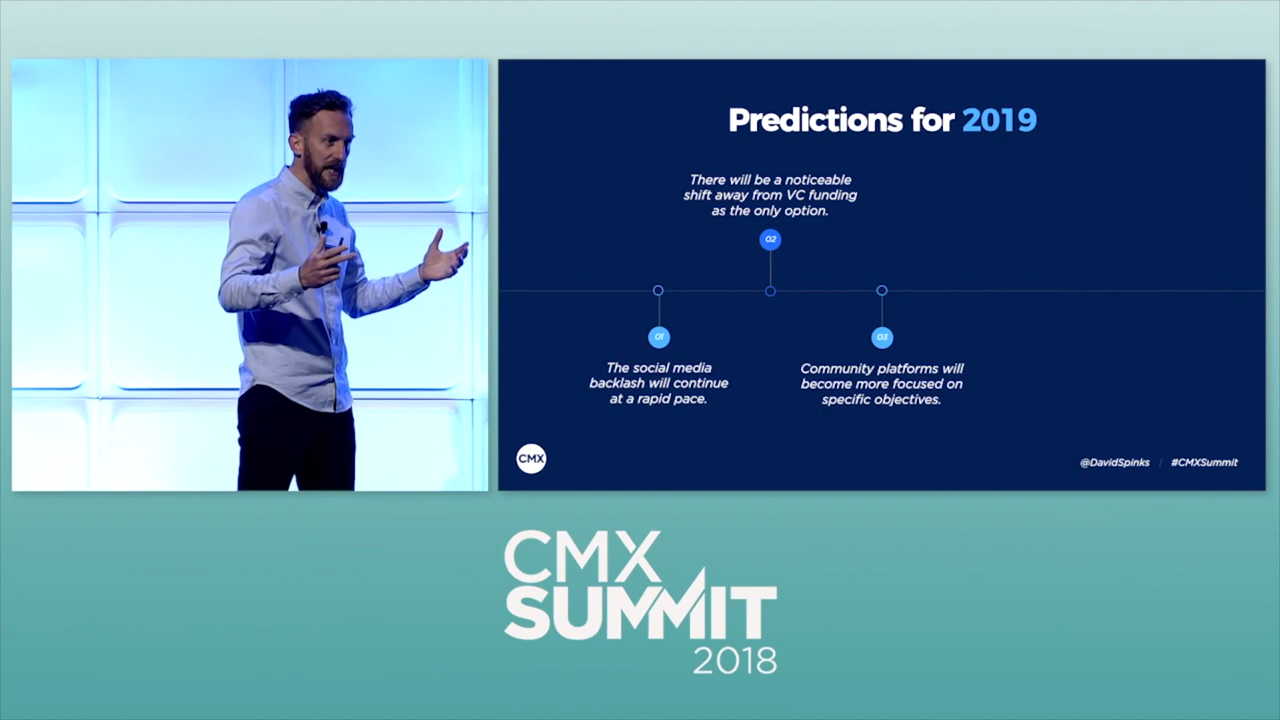 Predictions for 2019
There will be a noticeable
shift away from VC funding
as the only option.
02
01
03
The social media
backlash will continue
at a rapid pace.
Community platforms will
become more focused on
specific objectives.
CMX
@DavidSpinks / #CMXSummit
CMX
SUMMIT
2018